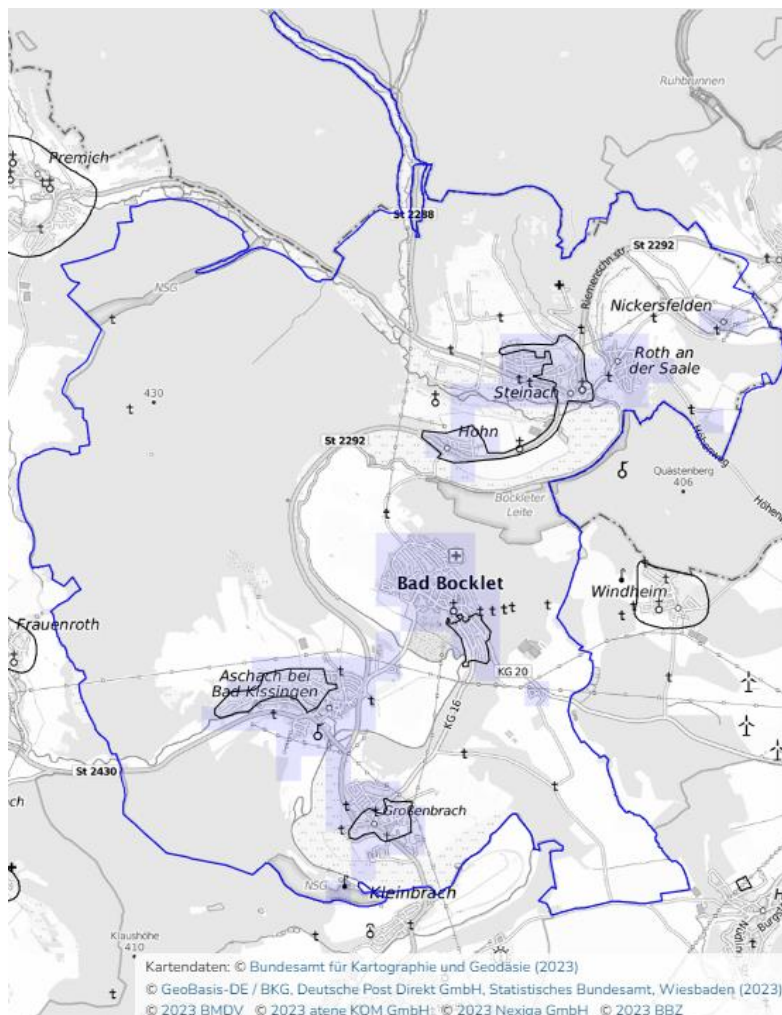 Ruhbrunnen
Premich
St 2288
St 2292
Riemenschn.str.
NSG
Nickersfelden
Roth an
der Saale
430
Steinach
Hohn
St 2292
Höhenweg
Quästenberg
406
Bockleter
Leite
Bad Bocklet
Windheim
Frauenroth
Aschach bei
Bad Kissingen
KG 20
KG 16
St 2430
Großenbrach
NSG
Kleinbrach
Klaushöhe
410
Kartendaten: © Bundesamt für Kartographie und Geodäsie (2023)
© GeoBasis-DE / BKG, Deutsche Post Direkt GmbH, Statistisches Bundesamt, Wiesbaden (2023)
© 2023 BMDV © 2023 atene KOM GmbH © 2023 Nexiga GmbH © 2023 BBZ